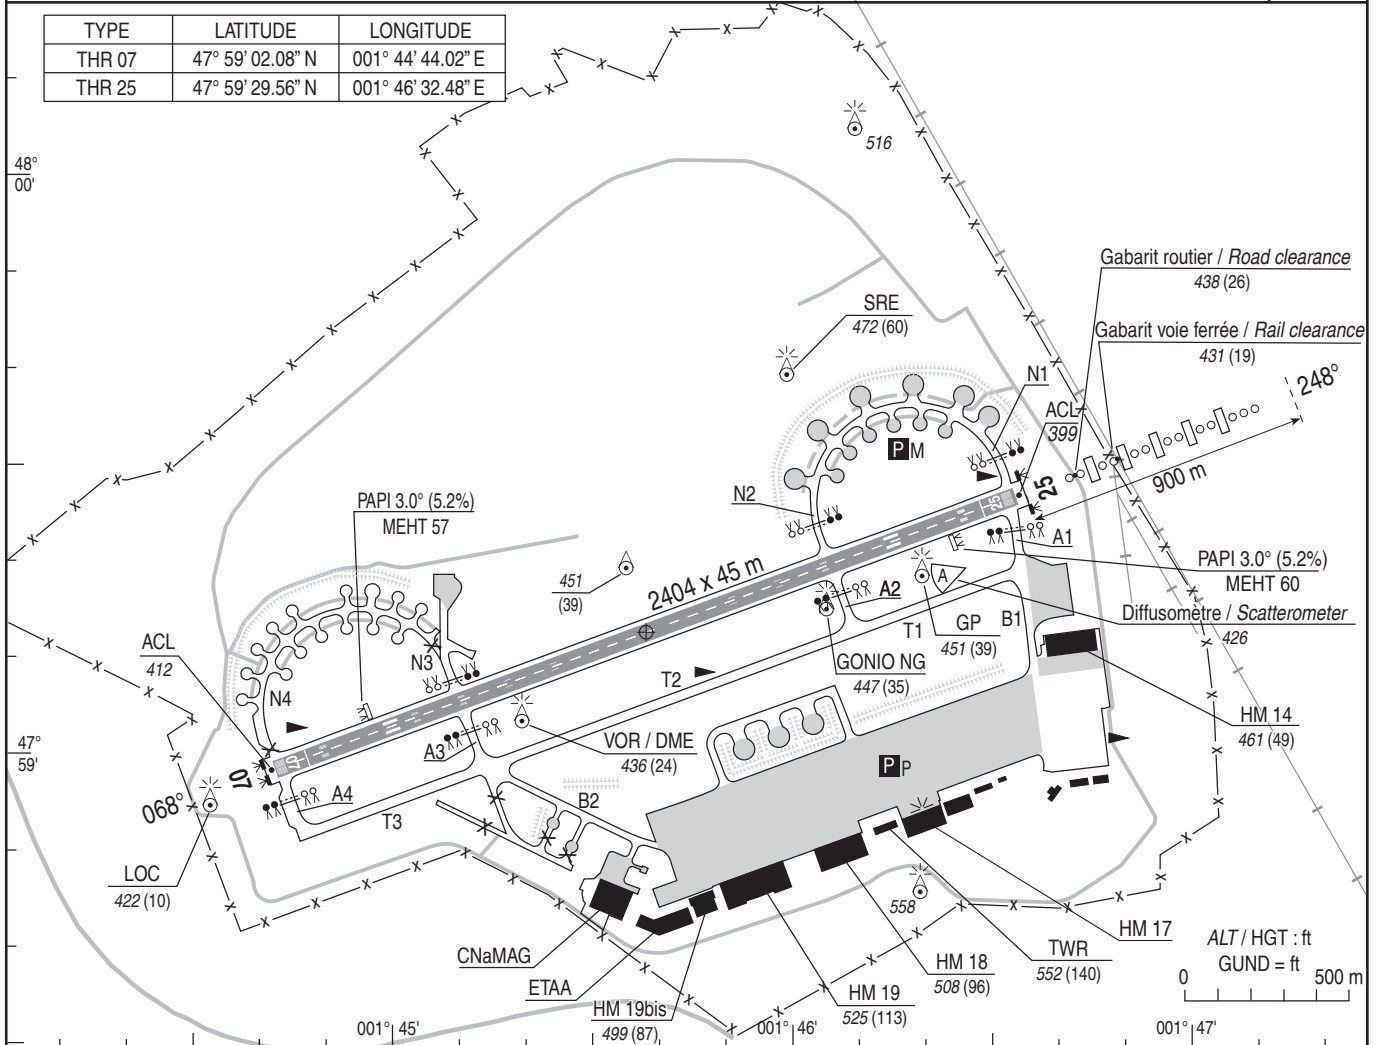 TYPE LATITUDE LONGITUDE
THR 07 47° 59' 02.08" N 001° 44' 44.02" E
THR 25 47° 59' 29.56" N 001° 46' 32.48" E
516
48°
00'
Gabarit routier / Road clearance
438 (26)
SRE
472 (60)
Gabarit voie ferrée / Rail clearance
431 (19)
N1
248°
ACL
399
P M
900 m
25
N2
PAPI 3.0° (5.2%)
MEHT 57
25
A1
PAPI 3.0° (5.2%)
MEHT 60
451
(39)
2404 x 45 m
A
A2
Diffusomètre / Scatterometer
426
B1
T1
GP
451 (39)
ACL
412
N3
GONIO NG
447 (35)
T2
N4
HM 14
461 (49)
VOR / DME
436 (24)
A3
47°
59'
07
07
P P
068°
A4
B2
T3
LOC
422 (10)
558
HM 17
ALT / HGT : ft
GUND = ft
0 500 m
TWR
552 (140)
CNaMAG
HM 18
508 (96)
ETAA
HM 19
525 (113)
HM 19bis
499 (87)
001° 45'
001° 46'
001° 47'